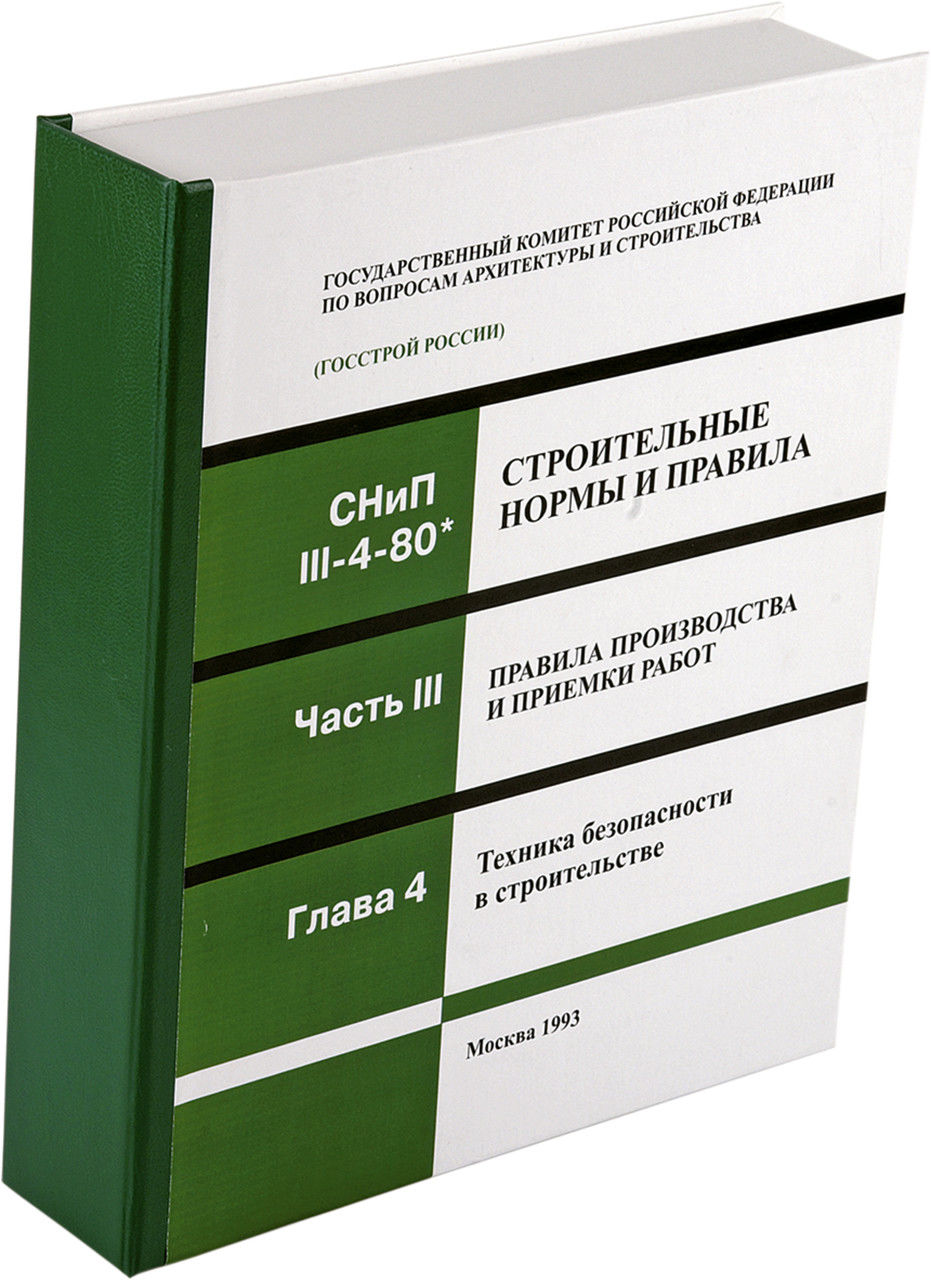 ГОСУДАРСТВЕННЫЙ КОМИТЕТ РОССИЙСКОЙ ФЕДЕРАЦИИ
ПО ВОПРОСАМ АРХИТЕКТУРЫ И СТРОИТЕЛЬСТВА
(ГОССТРОЙ РОССИИ)
СНиП
III-4-80*
СТРОИТЕЛЬНЫЕ
НОРМЫ И ПРАВИЛА
Часть III
ПРАВИЛА ПРОИЗВОДСТВА
И ПРИЕМКИ РАБОТ
Глава 4
Техника безопасности
в строительстве
Москва 1993